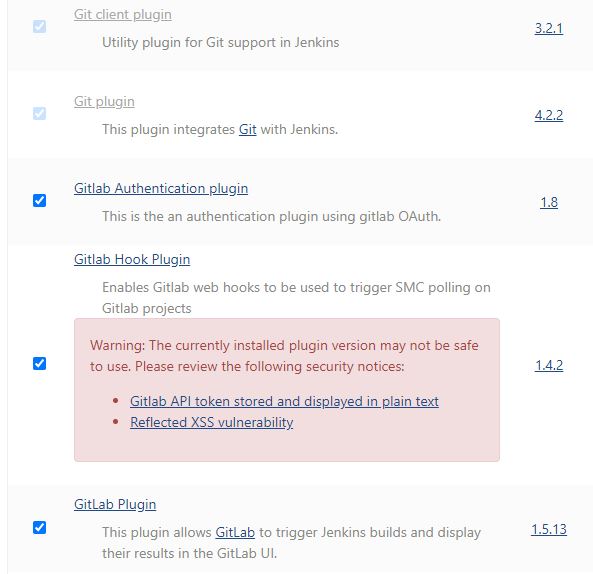 Git client plugin
3.2.1
Utility plugin for Git support in Jenkins
Git plugin
4.2.2
This plugin integrates Git with Jenkins.
Gitlab Authentication plugin
1.8
This is the an authentication plugin using gitlab OAuth.
Gitlab Hook Plugin
Enables Gitlab web hooks to be used to trigger SMC polling on
Gitlab projects
Warning: The currently installed plugin version may not be safe
to use. Please review the following security notices:
1.4.2
• Gitlab API token stored and displayed in plain text
• Reflected XSS vulnerability
GitLab Plugin
1.5.13
This plugin allows GitLab to trigger Jenkins builds and display
their results in the GitLab UI.